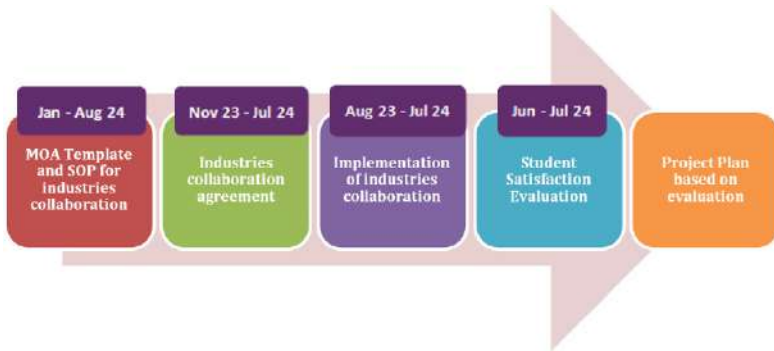 Jan - Aug 24
MOA Template
and SOP for
industries
collaboration
Nov 23 - Jul 24
Industries
collaboration
agreement
Aug 23 - Jul 24
Implementation
of industries
collaboration
Jun - Jul 24
Student
Satisfaction
Evaluation
Project Plan
based on
evaluation